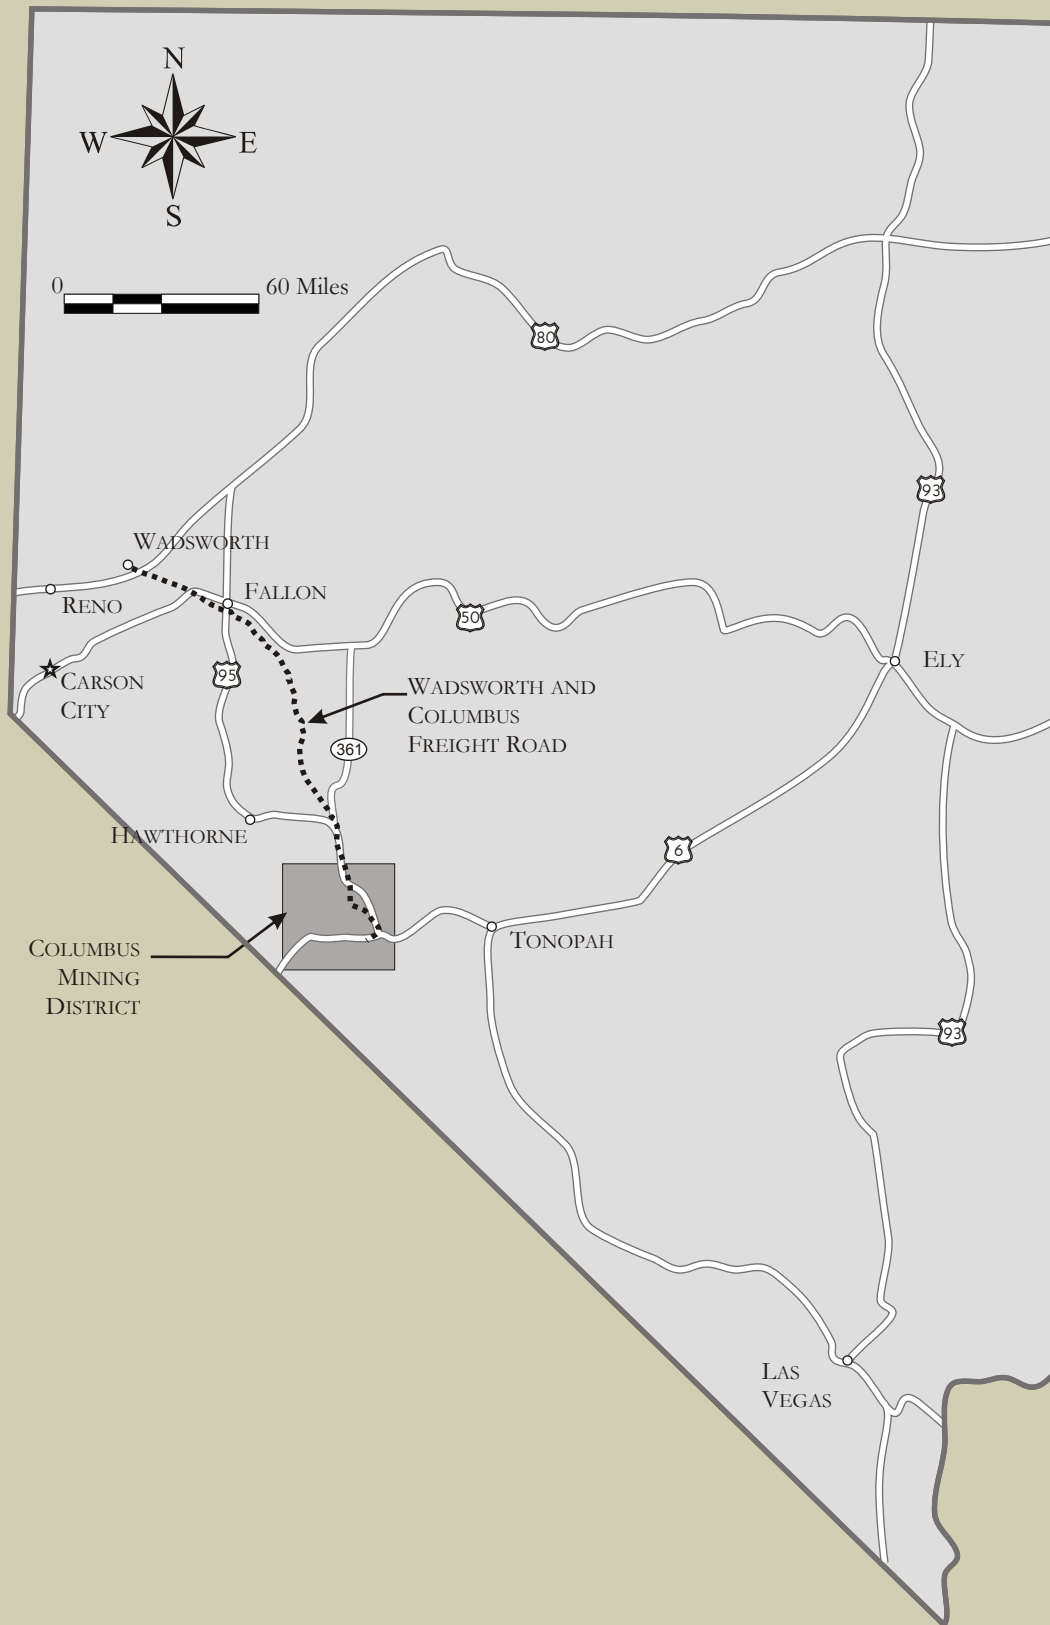 N
W E
S
0 60 Miles
80
93
WADSWORTH
RENO
FALLON
50
ELY
95
CARSON
CITY
WADSWORTH AND
COLUMBUS
FREIGHT ROAD
361
HAWTHORNE
6
TONOPAH
COLUMBUS
MINING
DISTRICT
93
LAS
VEGAS